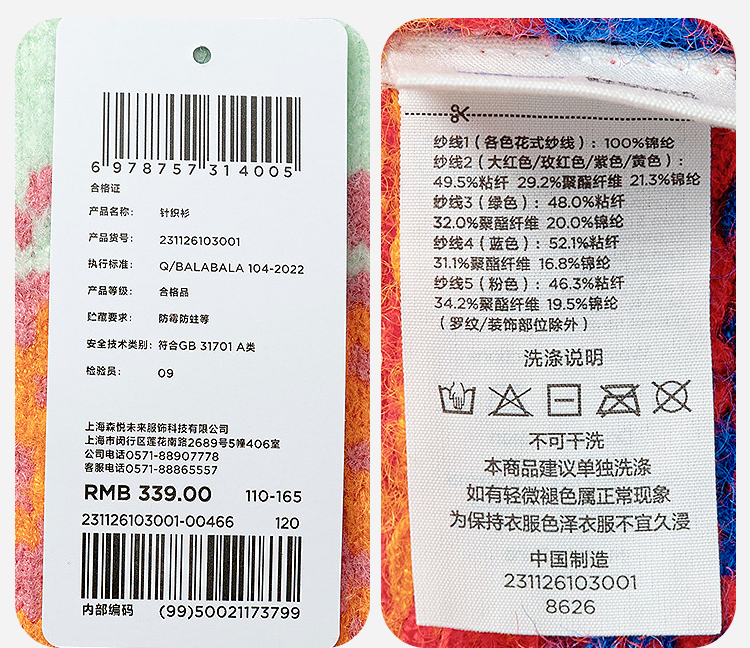 6 978757 314005
合格证
产品名称: 针织衫
产品货号: 231126103001
执行标准: Q/BALABALA 104-2022
产品等级: 合格品
贮藏要求: 防霉防蛀等
安全技术类别: 符合GB 31701 A类
检验员: 09
上海森悦未来服饰科技有限公司
上海市闵行区莲花南路2689号5幢406室
公司电话0571-88907778
客服电话0571-88865557
RMB 339.00 110-165
231126103001-00466 120
内部编码 (99)50021173799
纱线1(各色花式纱线): 100%锦纶
纱线2(大红色/玫红色/紫色/黄色):
49.5%粘纤 29.2%聚酯纤维 21.3%锦纶
纱线3(绿色): 48.0%粘纤
32.0%聚酯纤维 20.0%锦纶
纱线4(蓝色): 52.1%粘纤
31.1%聚酯纤维 16.8%锦纶
纱线5(粉色): 46.3%粘纤
34.2%聚酯纤维 19.5%锦纶
(罗纹/装饰部位除外)
洗涤说明
不可干洗
本商品建议单独洗涤
如有轻微褪色属正常现象
为保持衣服色泽衣服不宜久浸
中国制造
231126103001
8626